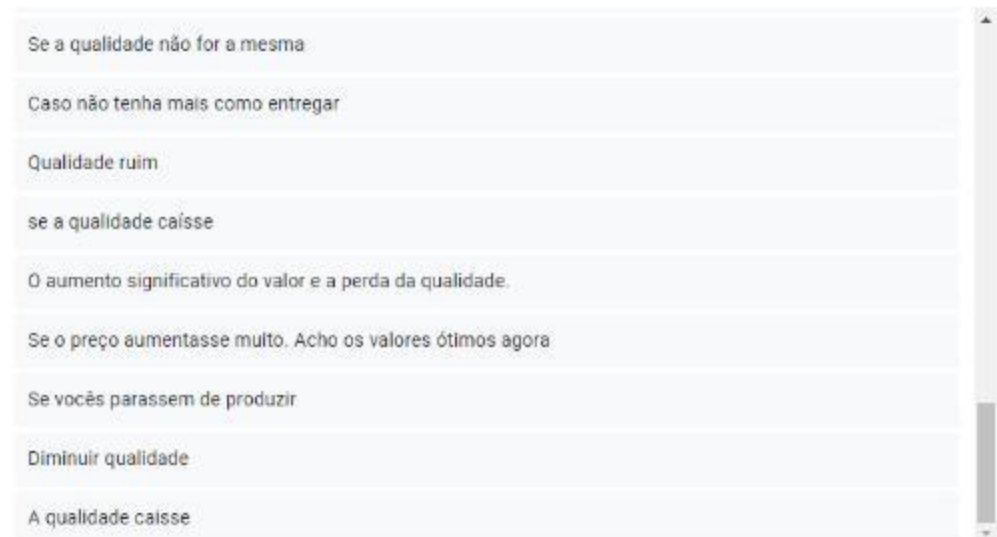 Se a qualidade não for a mesma
Caso não tenha mais como entregar
Qualidade ruim
se a qualidade caísse
O aumento significativo do valor e a perda da qualidade.
Se o preço aumentasse muito. Acho os valores ótimos agora
Se vocês parassem de produzir
Diminuir qualidade
A qualidade caisse